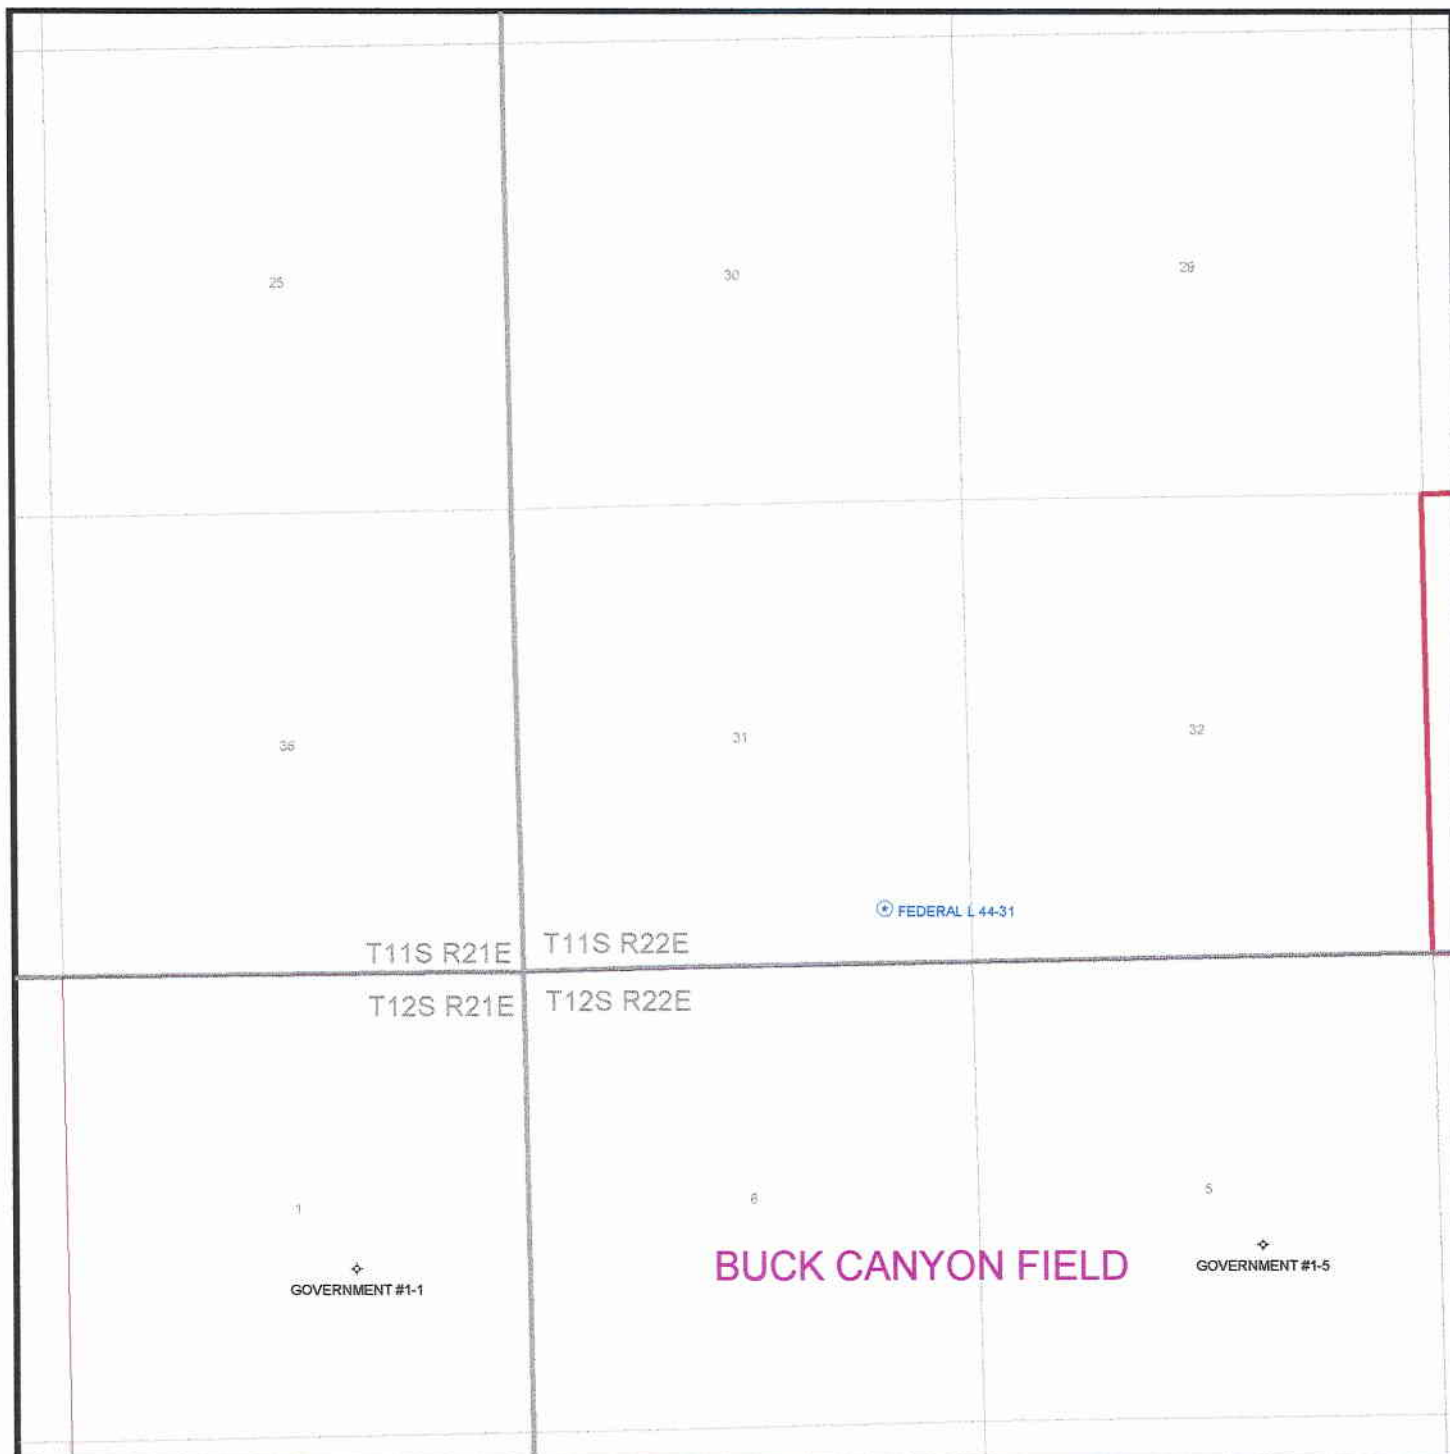 25
30
29
36
31
32
FEDERAL L 44-31
T11S R21E
T11S R22E
T12S R21E
T12S R22E
1
6
5
BUCK CANYON FIELD
GOVERNMENT #1-1
GOVERNMENT #1-5